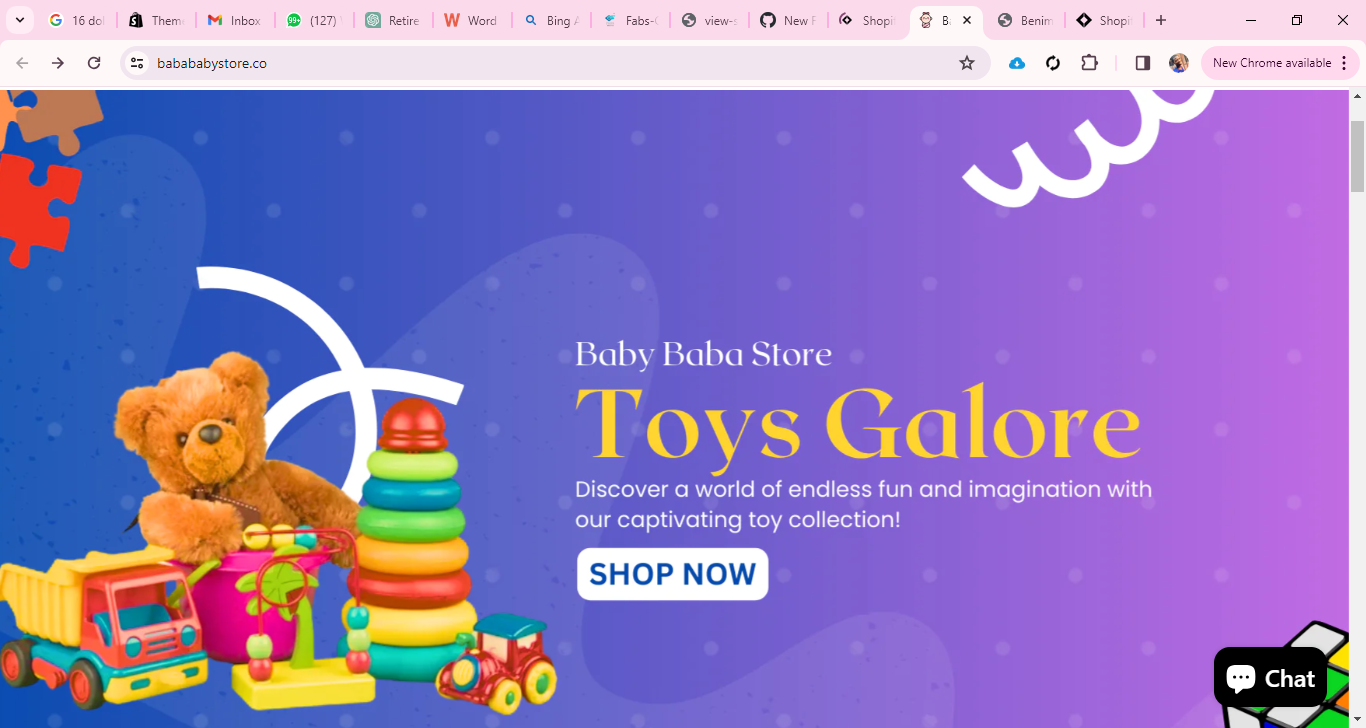 16 dol
Theme
Inbox
99+
(127)
Retire
Word
Bing A
Fabs-C
view-s
New F
Shopi
B
Benim
Shopi
babababystore.co
New Chrome available
Baby Baba Store
Toys Galore
Discover a world of endless fun and imagination with
our captivating toy collection!
SHOP NOW
Chat